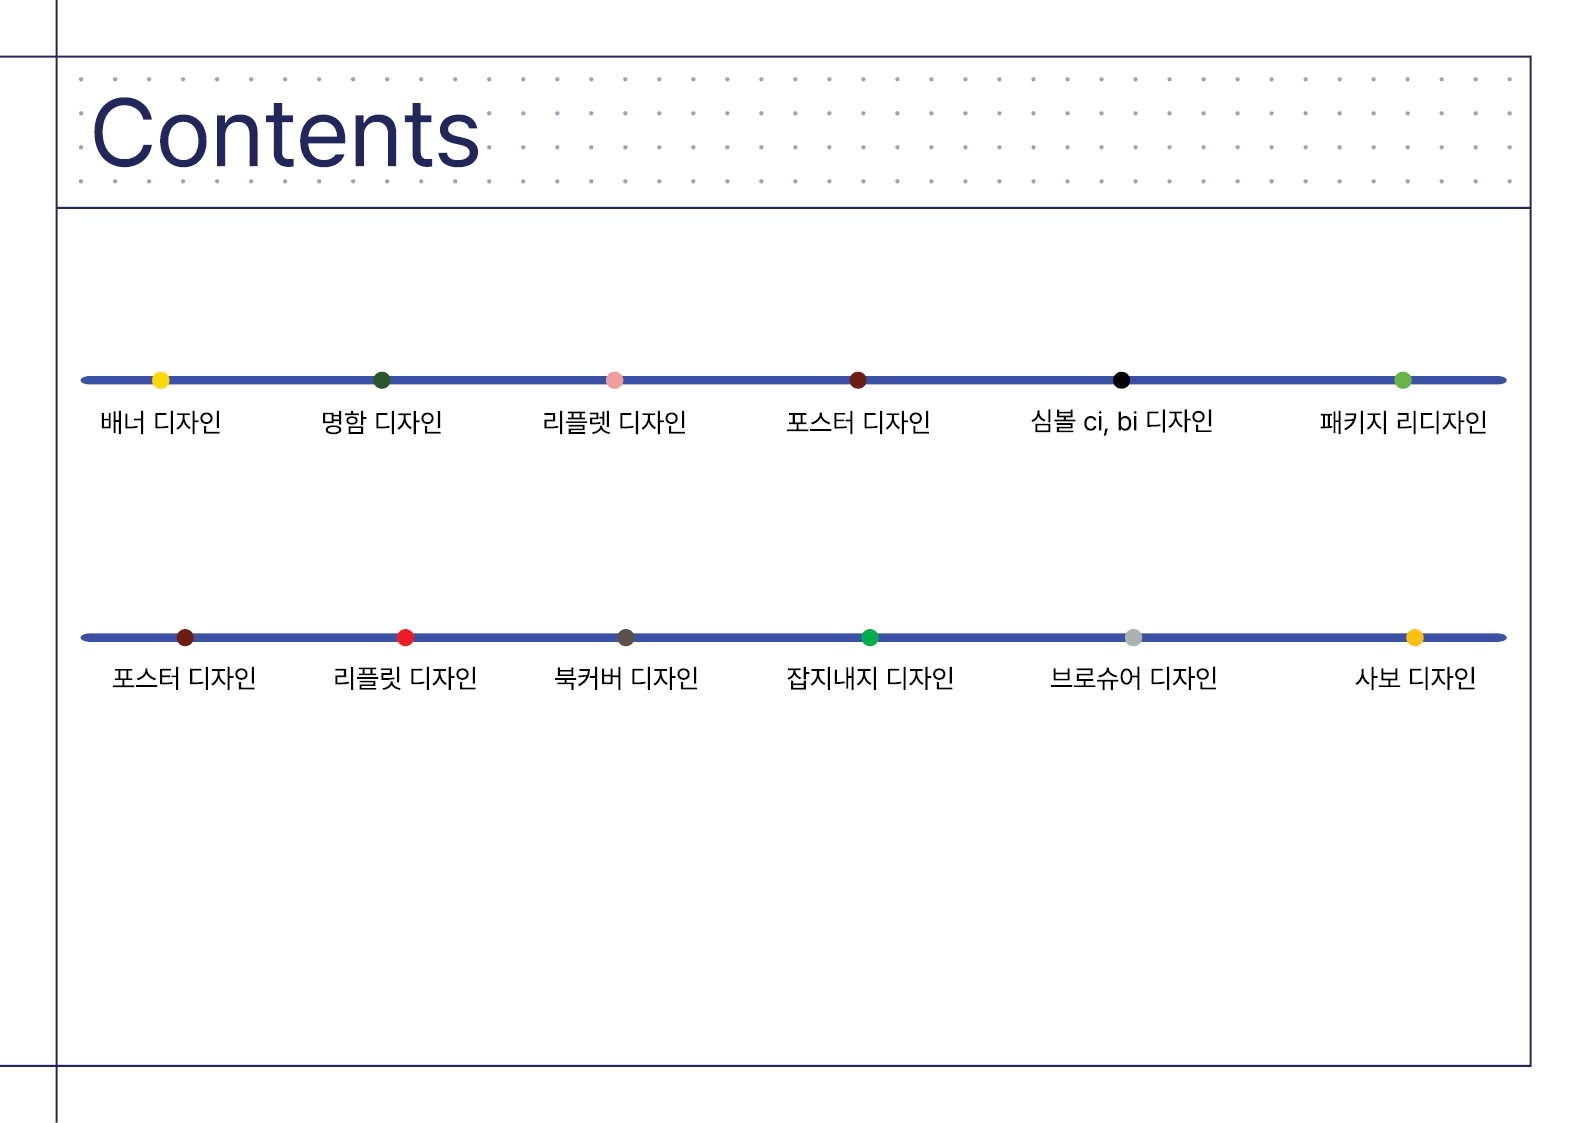 Contents
배너 디자인
명함 디자인
리플렛 디자인
포스터 디자인
심볼 ci, bi 디자인
패키지 리디자인
포스터 디자인
리플릿 디자인
북커버 디자인
잡지내지 디자인
브로슈어 디자인
사보 디자인